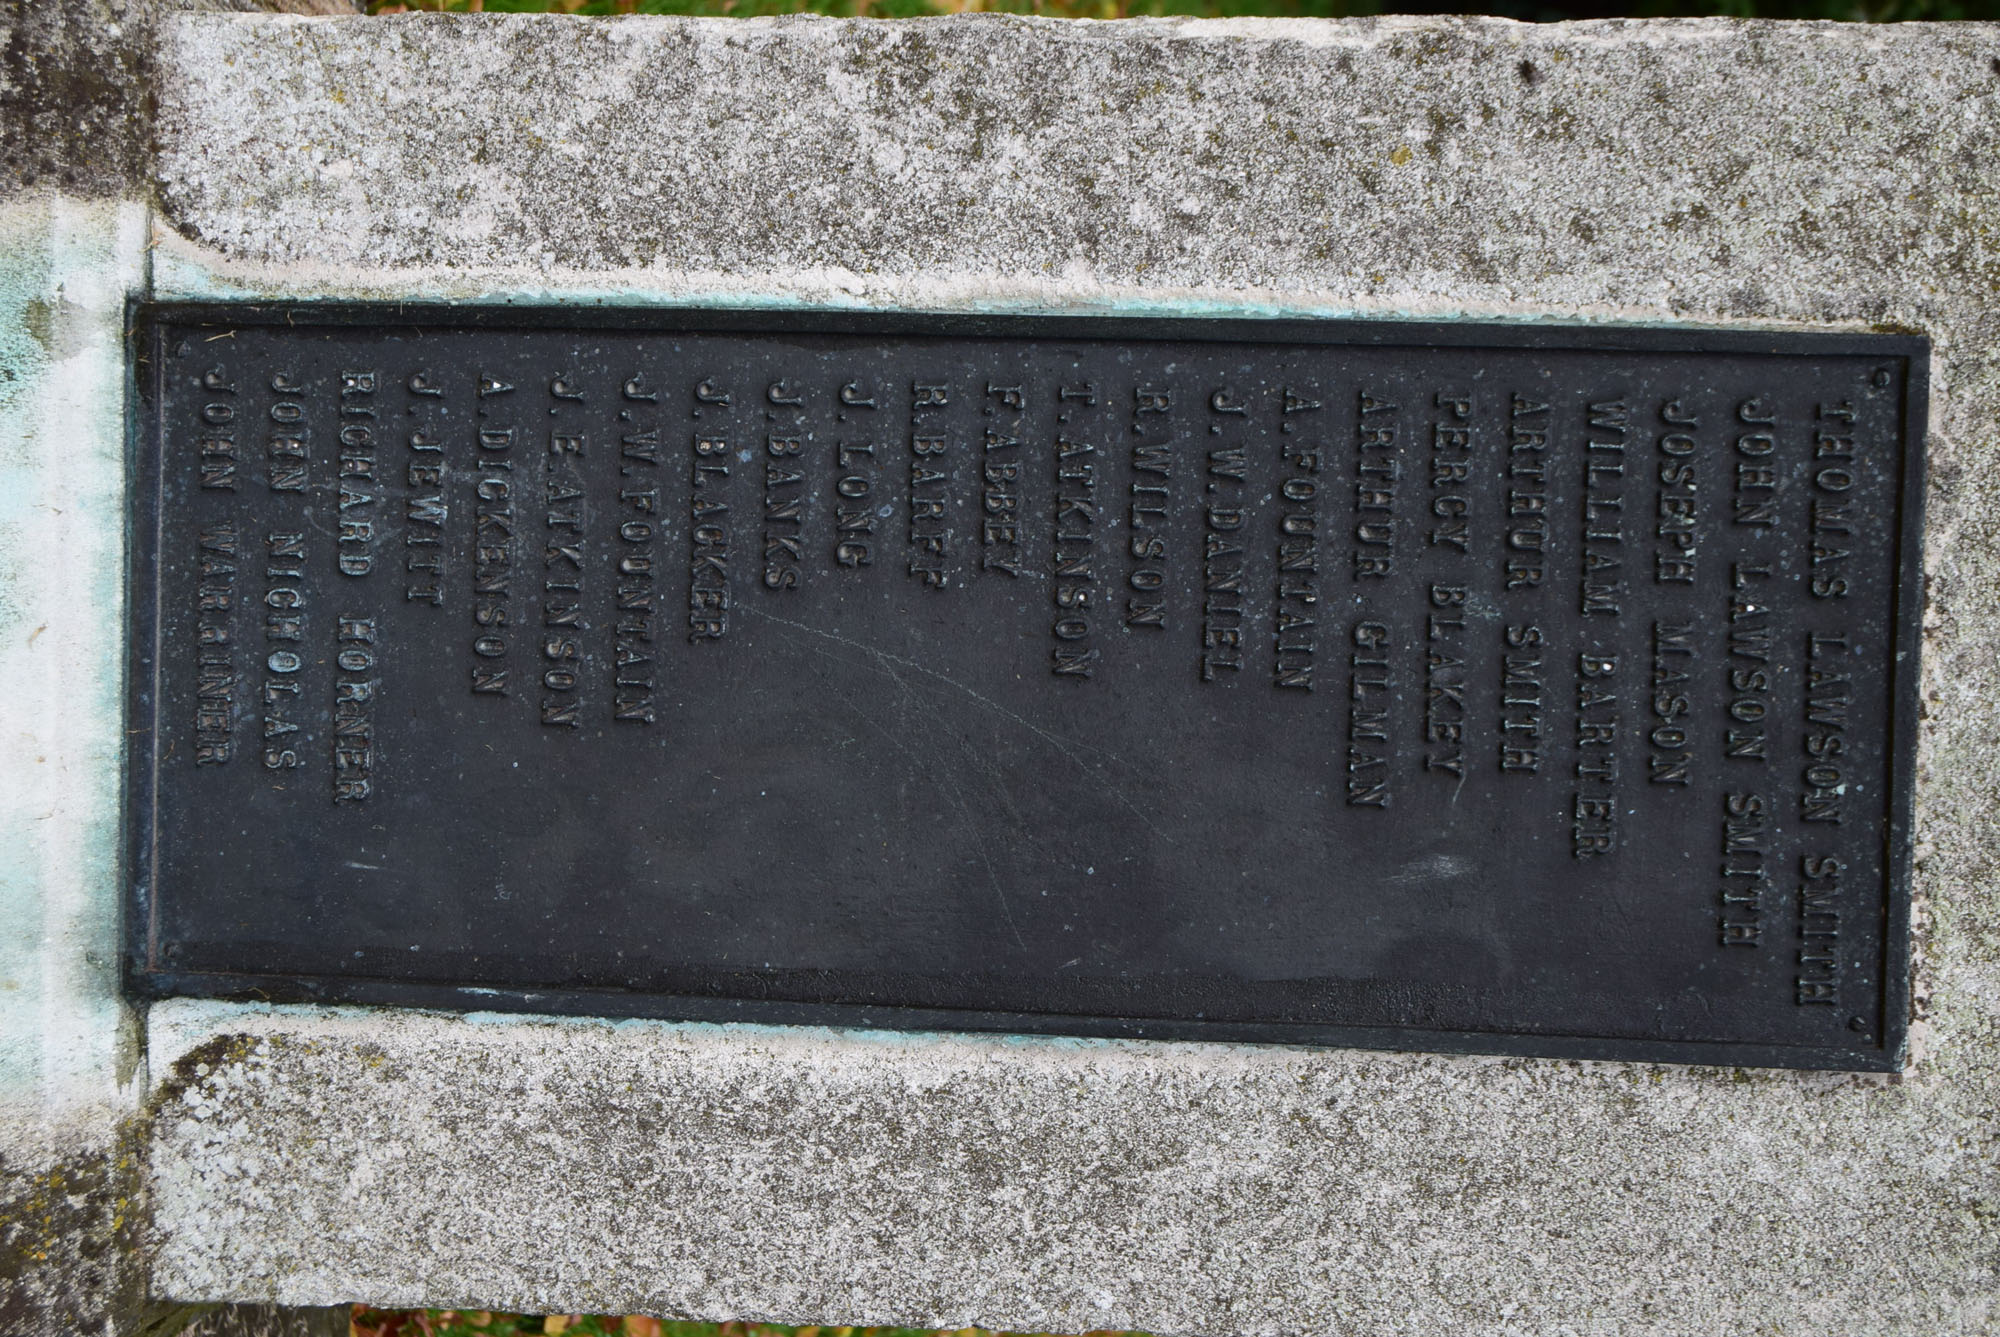 THOMAS LAWSON SMITH
JOHN LAWSON SMITH
JOSEPH MASON
WILLIAM BARTER
ARTHUR SMITH
PERCY BLAKEY
ARTHUR GILMAN
A. FOUNTAIN
J. W. DANIEL
R. WILSON
T. ATKINSON
F. ABBEY
R. BARFF
J. LONG
J. BANKS
J. BLACKER
J. W. FOUNTAIN
J. E. ATKINSON
A. DICKENSON
J. JEWITT
RICHARD HORNER
JOHN NICHOLAS
JOHN WARRINER